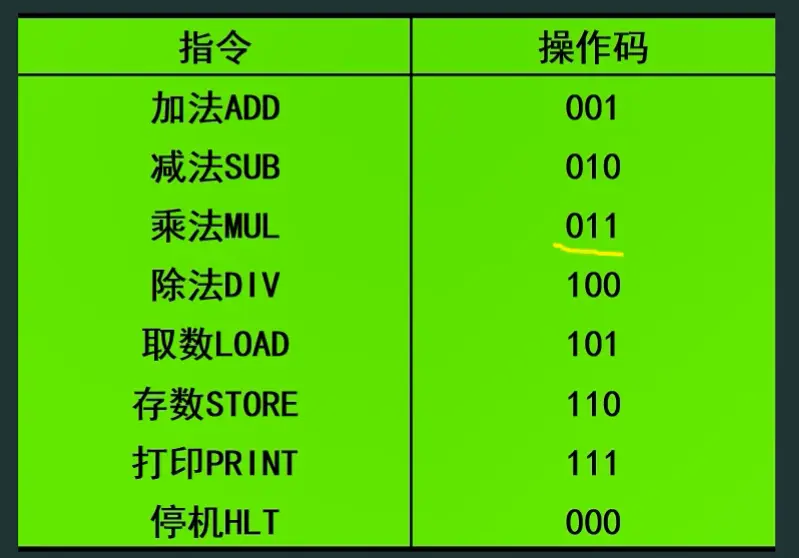 指令 操作码
加法ADD 001
减法SUB 010
乘法MUL 011
除法DIV 100
取数LOAD 101
存数STORE 110
打印PRINT 111
停机HLT 000